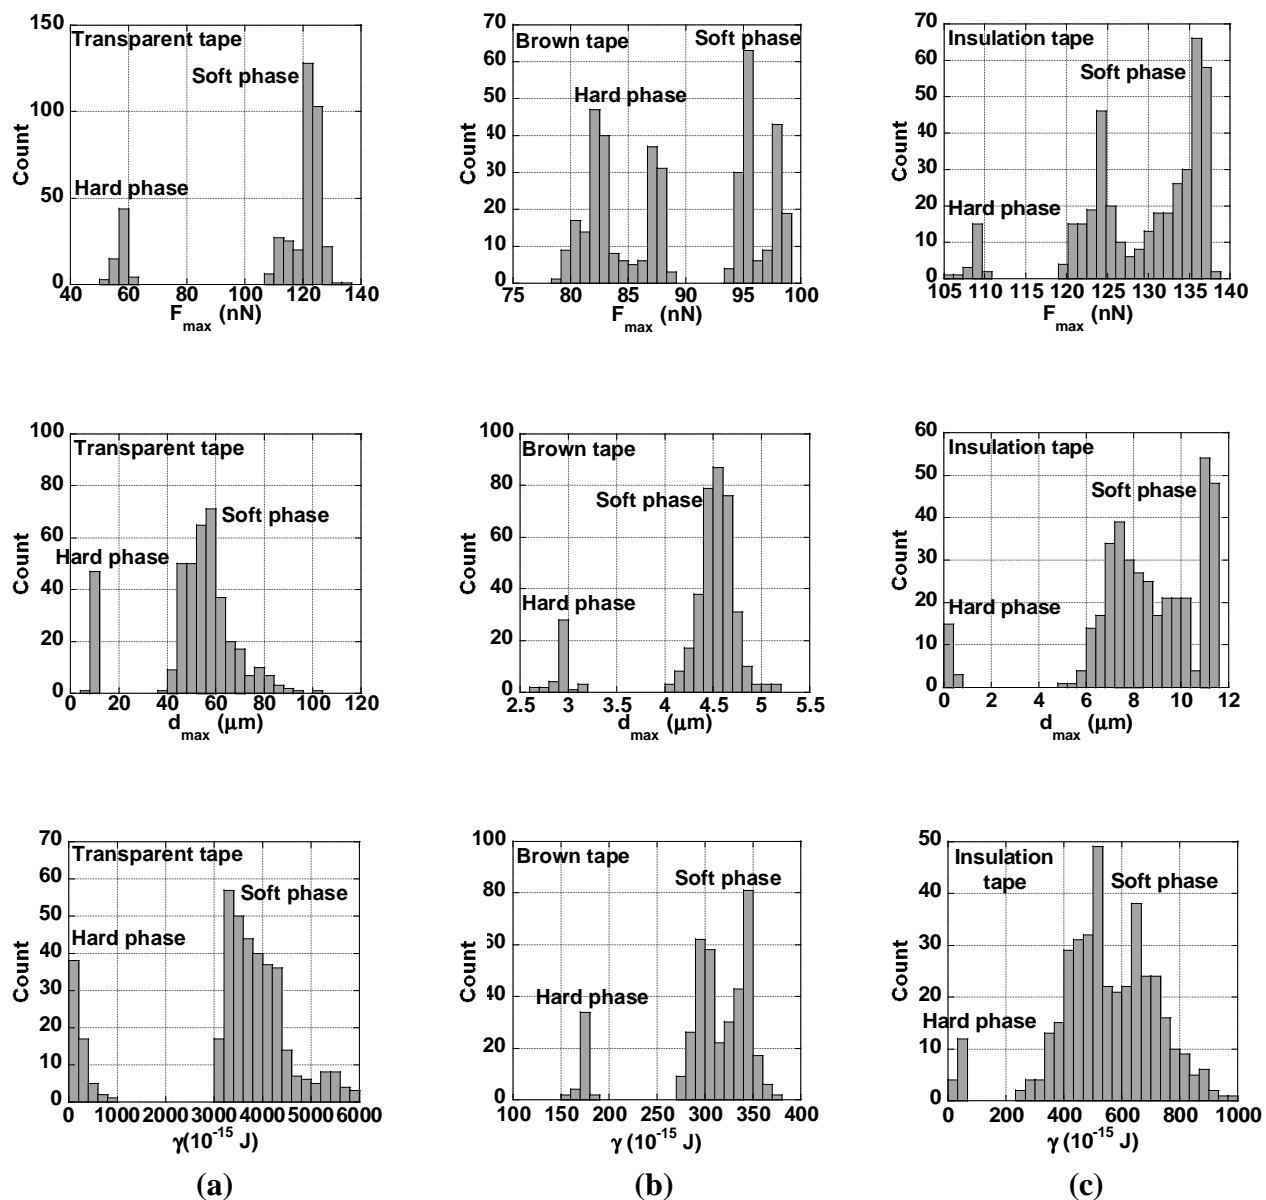 150
Transparent tape
Soft phase
100
Count
50
Hard phase
0
40 60 80 100 120 140
F_max (nN)
70
Brown tape
Soft phase
60
50
Hard phase
40
Count
30
20
10
0
75 80 85 90 95 100
F_max (nN)
70
Insulation tape
60
Soft phase
50
40
Count
30
20
Hard phase
10
0
105 110 115 120 125 130 135 140
F_max (nN)
100
Transparent tape
80
Soft phase
60
Count
Hard phase
40
20
0
0 20 40 60 80 100 120
d_max (μm)
100
Brown tape
80
Soft phase
60
Count
40
Hard phase
20
0
2.5 3 3.5 4 4.5 5 5.5
d_max (μm)
60
Insulation tape
50
Soft phase
40
30
Count
20
Hard phase
10
0
0 2 4 6 8 10 12
d_max (μm)
70
Transparent tape
60
Soft phase
50
Hard phase
40
Count
30
20
10
0
0 1000 2000 3000 4000 5000 6000
γ(10^-15 J)
100
Brown tape
Soft phase
80
60
Count
Hard phase
40
20
0
100 150 200 250 300 350 400
γ (10^-15 J)
50
Insulation
tape
Soft phase
40
30
Count
20
Hard phase
10
0
0 200 400 600 800 1000
γ (10^-15 J)
(a)
(b)
(c)